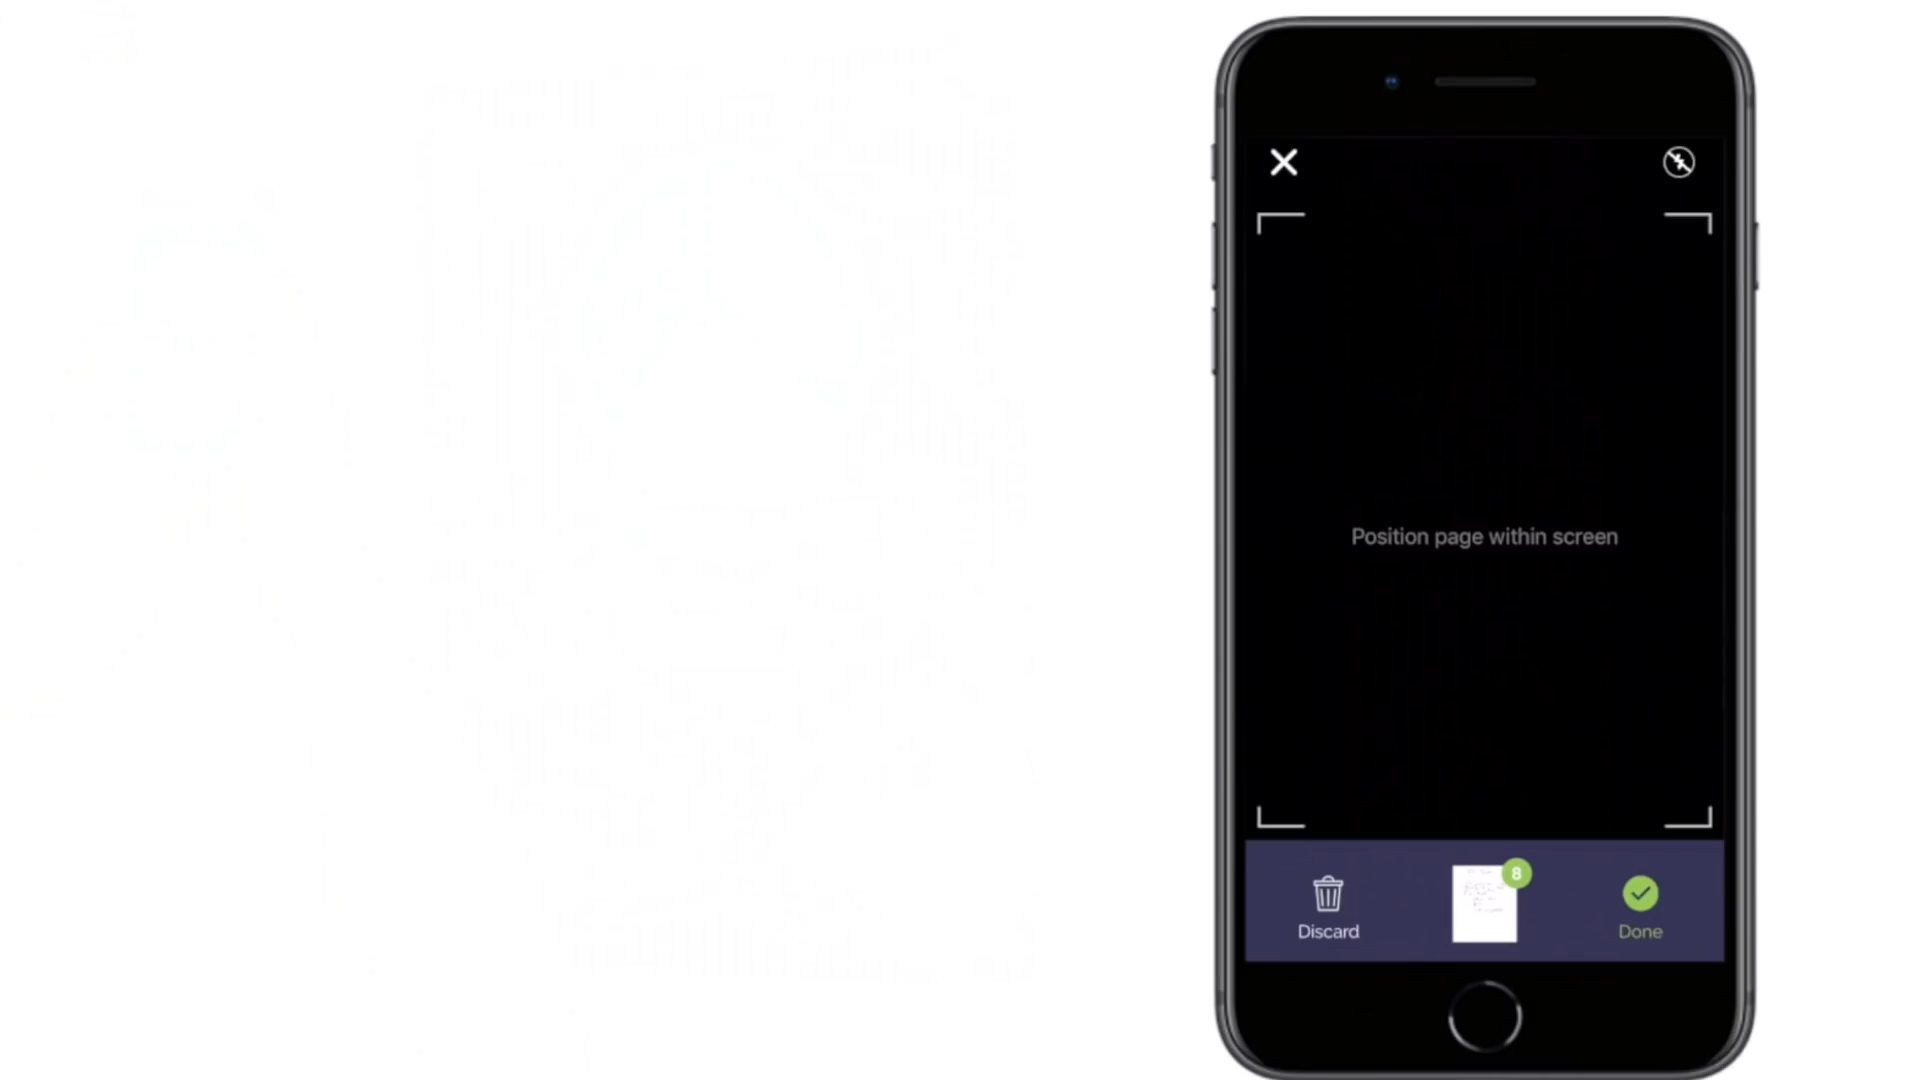 Position page within screen
8
Discard
Done